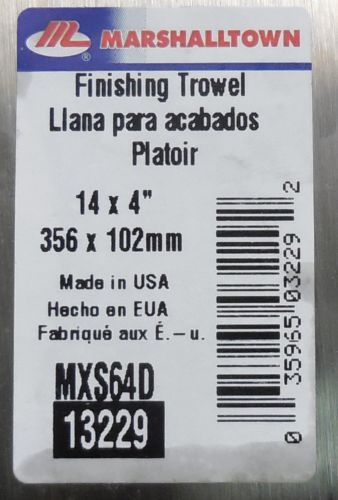 ML ® MARSHALLTOWN
Finishing Trowel
Llana para acabados
Platoir
14 x 4"
356 x 102mm
Made in USA
Hecho en EUA
Fabriqué aux É.-u.
MXS64D
13229
0 35965 03229 2